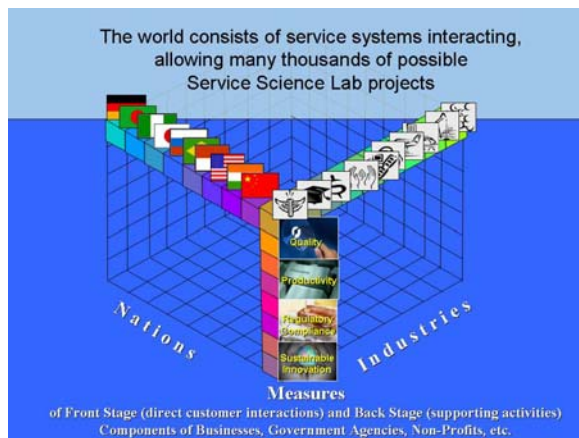 The world consists of service systems interacting,
allowing many thousands of possible
Service Science Lab projects
Quality
Productivity
Regulatory
Compliance
Sustainable
Innovation
Nations
Industries
Measures
of Front Stage (direct customer interactions) and Back Stage (supporting activities)
Components of Businesses, Government Agencies, Non-Profits, etc.